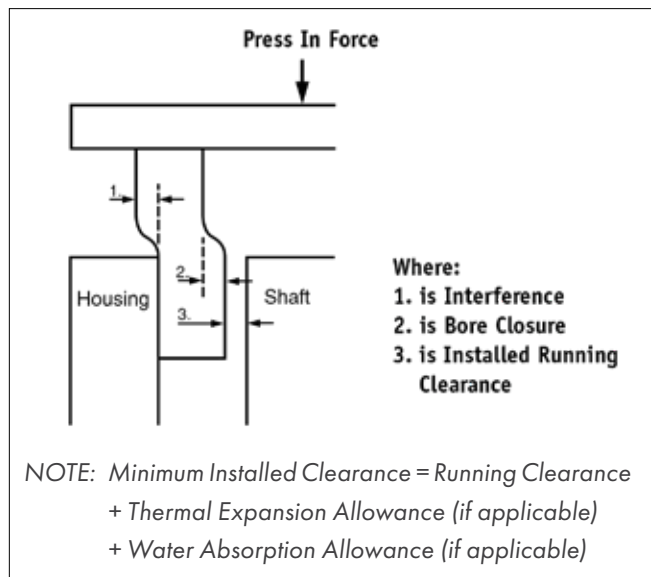 Press In Force
1.
2.
Housing
Shaft
3.
Where:
1. is Interference
2. is Bore Closure
3. is Installed Running
Clearance
NOTE: Minimum Installed Clearance = Running Clearance
+ Thermal Expansion Allowance (if applicable)
+ Water Absorption Allowance (if applicable)